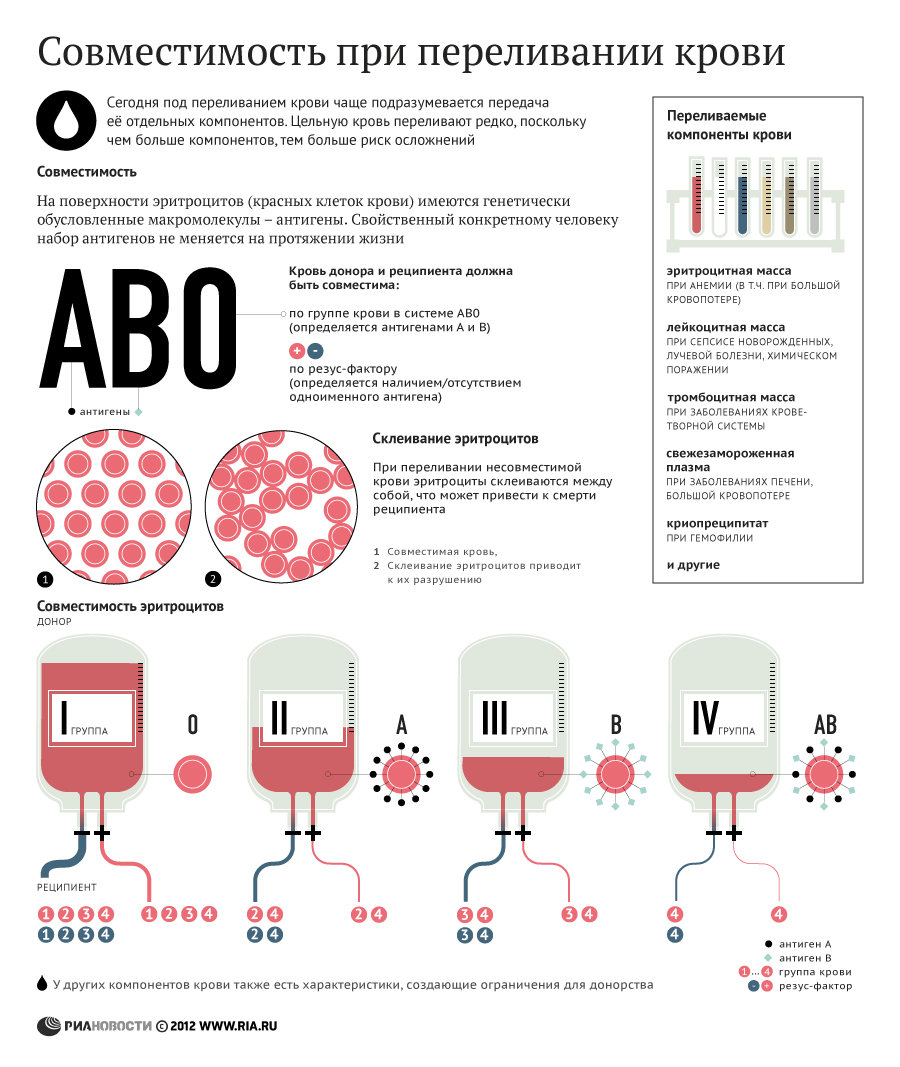 Совместимость при переливании крови
Сегодня под переливанием крови чаще подразумевается передача
её отдельных компонентов. Цельную кровь переливают редко, поскольку
чем больше компонентов, тем больше риск осложнений
Совместимость
На поверхности эритроцитов (красных клеток крови) имеются генетически
обусловленные макромолекулы – антигены. Свойственный конкретному человеку
набор антигенов не меняется на протяжении жизни
AB0
антигены
Кровь донора и реципиента должна
быть совместима:
по группе крови в системе AB0
(определяется антигенами А и В)
+ -
по резус-фактору
(определяется наличием/отсутствием
одноименного антигена)
1
2
Склеивание эритроцитов
При переливании несовместимой
крови эритроциты склеиваются между
собой, что может привести к смерти
реципиента
1 Совместимая кровь,
2 Склеивание эритроцитов приводит
к их разрушению
Переливаемые
компоненты крови
эритроцитная масса
ПРИ АНЕМИИ (В Т.Ч. ПРИ БОЛЬШОЙ
КРОВОПОТЕРЕ)
лейкоцитная масса
ПРИ СЕПСИСЕ НОВОРОЖДЕННЫХ,
ЛУЧЕВОЙ БОЛЕЗНИ, ХИМИЧЕСКОМ
ПОРАЖЕНИИ
тромбоцитная масса
ПРИ ЗАБОЛЕВАНИЯХ КРОВЕ-
ТВОРНОЙ СИСТЕМЫ
свежезамороженная
плазма
ПРИ ЗАБОЛЕВАНИЯХ ПЕЧЕНИ,
БОЛЬШОЙ КРОВОПОТЕРЕ
криопреципитат
ПРИ ГЕМОФИЛИИ
и другие
Совместимость эритроцитов
ДОНОР
I ГРУППА 0 II ГРУППА A III ГРУППА B IV ГРУППА AB
- + - + - + - +
РЕЦИПИЕНТ
1 2 3 4 1 2 3 4 2 4 2 4 3 4 3 4 4 4
1 2 3 4 2 4 3 4 4
антиген А
антиген В
1...4 группа крови
- + резус-фактор
У других компонентов крови также есть характеристики, создающие ограничения для донорства
РИАНОВОСТИ © 2012 WWW.RIA.RU